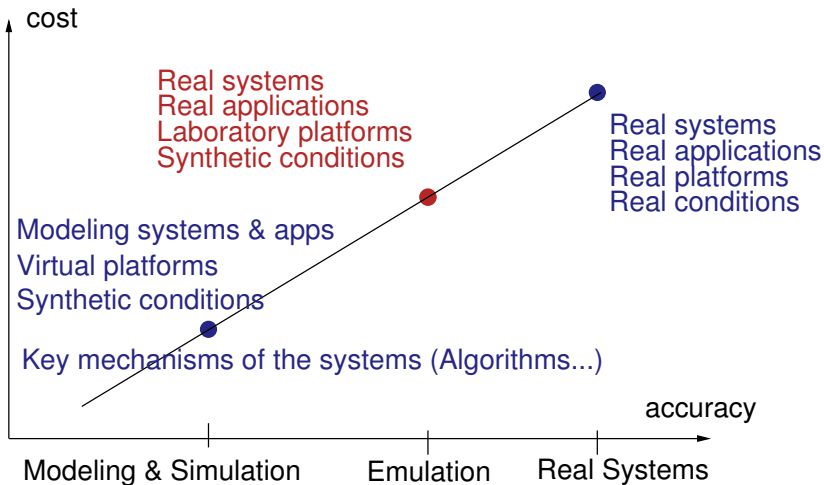 cost
Real systems
Real applications
Laboratory platforms
Synthetic conditions
Real systems
Real applications
Real platforms
Real conditions
Modeling systems & apps
Virtual platforms
Synthetic conditions
Key mechanisms of the systems (Algorithms...)
accuracy
Modeling & Simulation
Emulation
Real Systems